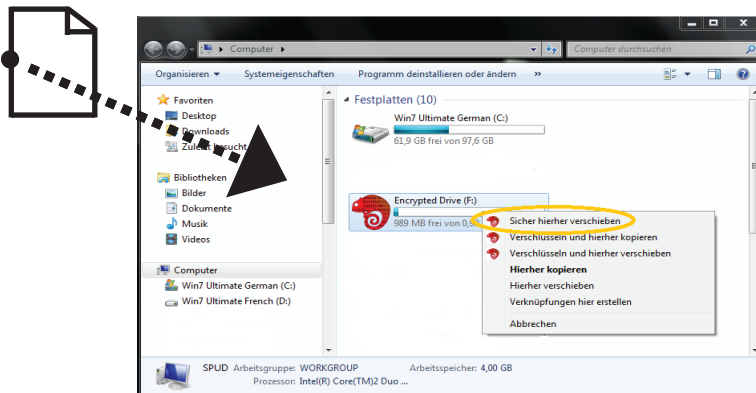 Computer
Computer durchsuchen
Organisieren Systemeigenschaften Programm deinstallieren oder ändern »
Favoriten
Desktop
Downloads
Zuletzt besucht
Bibliotheken
Bilder
Dokumente
Musik
Videos
Computer
Win7 Ultimate German (C:)
Win7 Ultimate French (D:)
Festplatten (10)
Win7 Ultimate German (C:)
61,9 GB frei von 97,6 GB
Encrypted Drive (F:)
989 MB frei von
Sicher hierher verschieben
Verschlüsseln und hierher kopieren
Verschlüsseln und hierher verschieben
Hierher kopieren
Hierher verschieben
Verknüpfungen hier erstellen
Abbrechen
SPUD Arbeitsgruppe: WORKGROUP Arbeitsspeicher: 4,00 GB
Prozessor: Intel(R) Core(TM)2 Duo ...